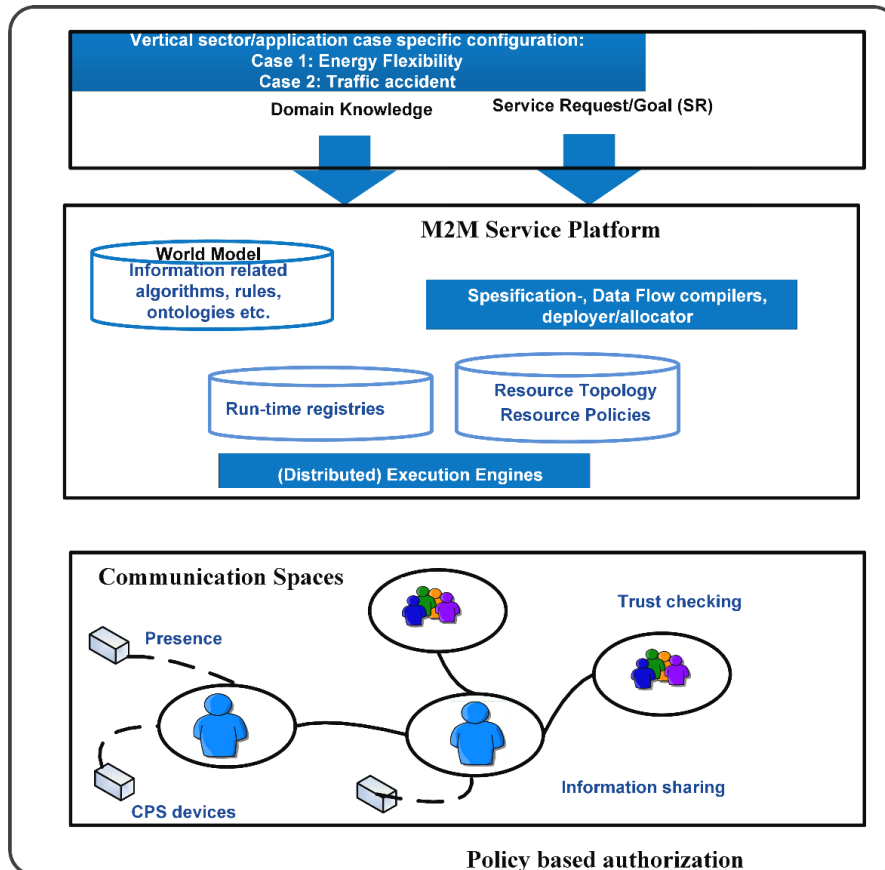 Vertical sector/application case specific configuration:
Case 1: Energy Flexibility
Case 2: Traffic accident
Domain Knowledge
Service Request/Goal (SR)
M2M Service Platform
World Model
Information related
algorithms, rules,
ontologies etc.
Spesification-, Data Flow compilers,
deployer/allocator
Run-time registries
Resource Topology
Resource Policies
(Distributed) Execution Engines
Communication Spaces
Trust checking
Presence
CPS devices
Information sharing
Policy based authorization